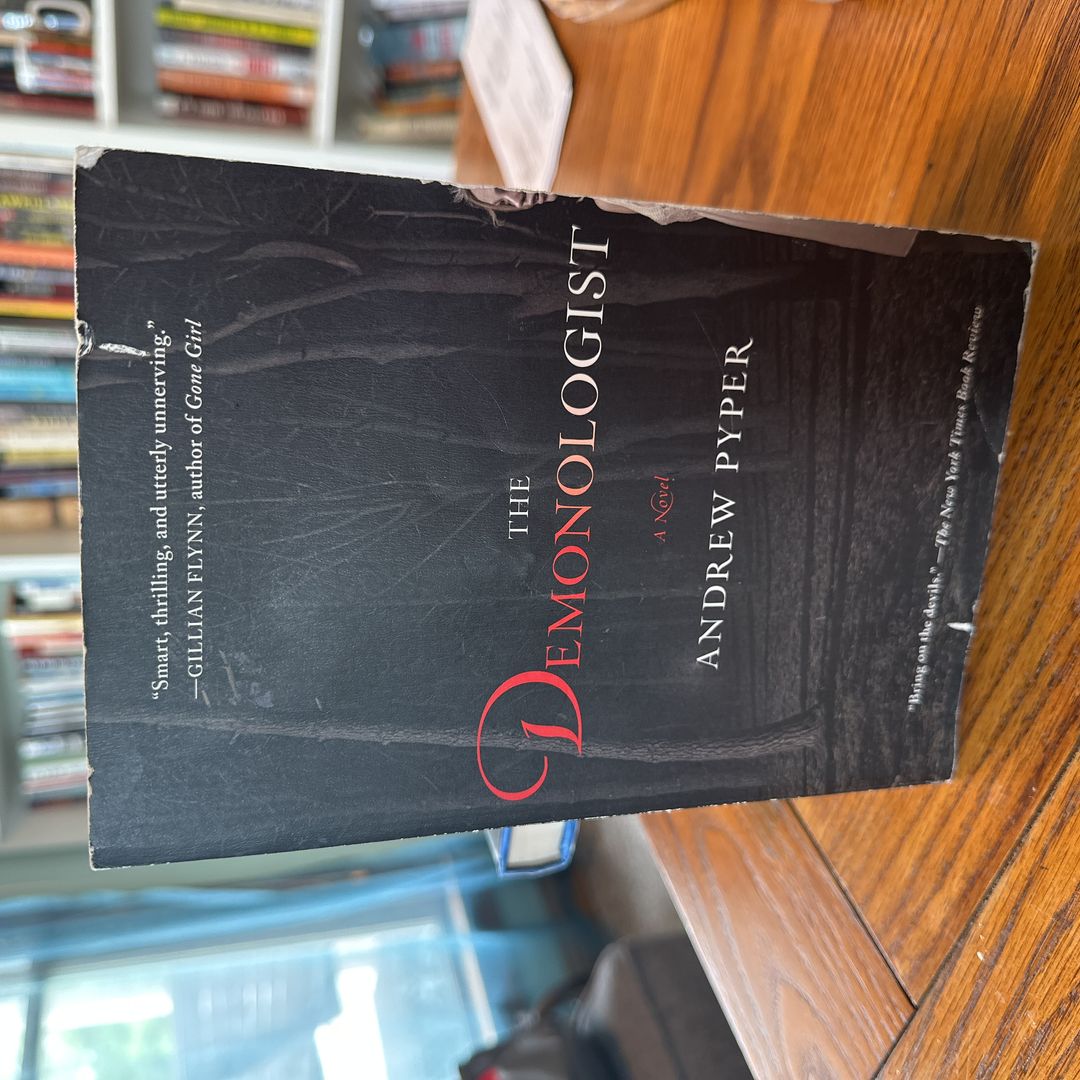 “Smart, thrilling, and utterly unnerving.”
—GILLIAN FLYNN, author of Gone Girl
THE
DEMONOLOGIST
A Novel
ANDREW PYPER
“Bring on the devils.” —The New York Times Book Review